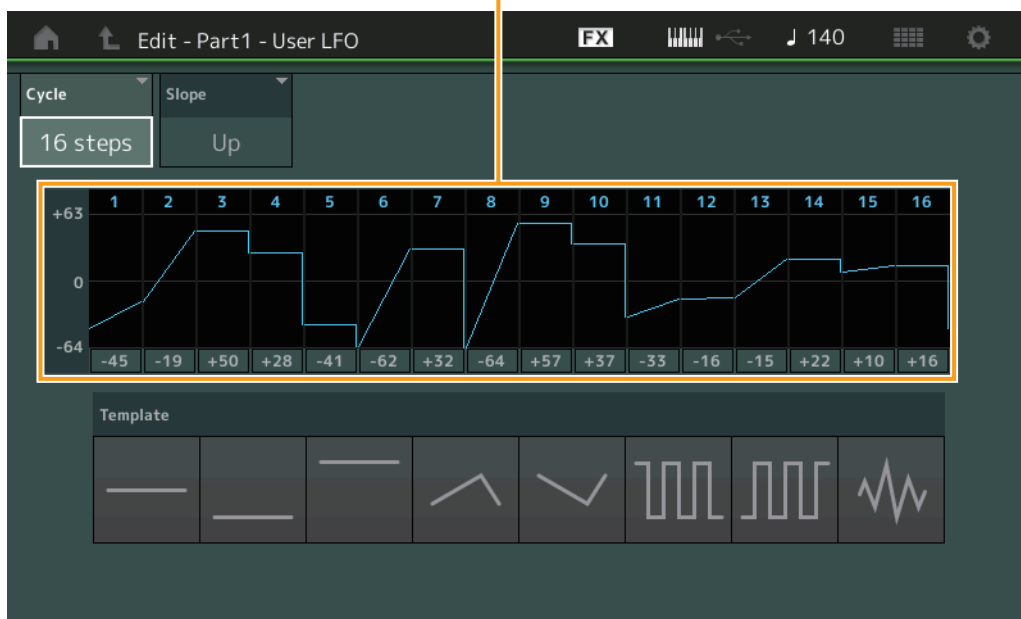 Edit - Part1 - User LFO FX ♩ 140
Cycle Slope
16 steps Up
1 2 3 4 5 6 7 8 9 10 11 12 13 14 15 16
+63
0
-64
-45 -19 +50 +28 -41 -62 +32 -64 +57 +37 -33 -16 -15 +22 +10 +16
Template